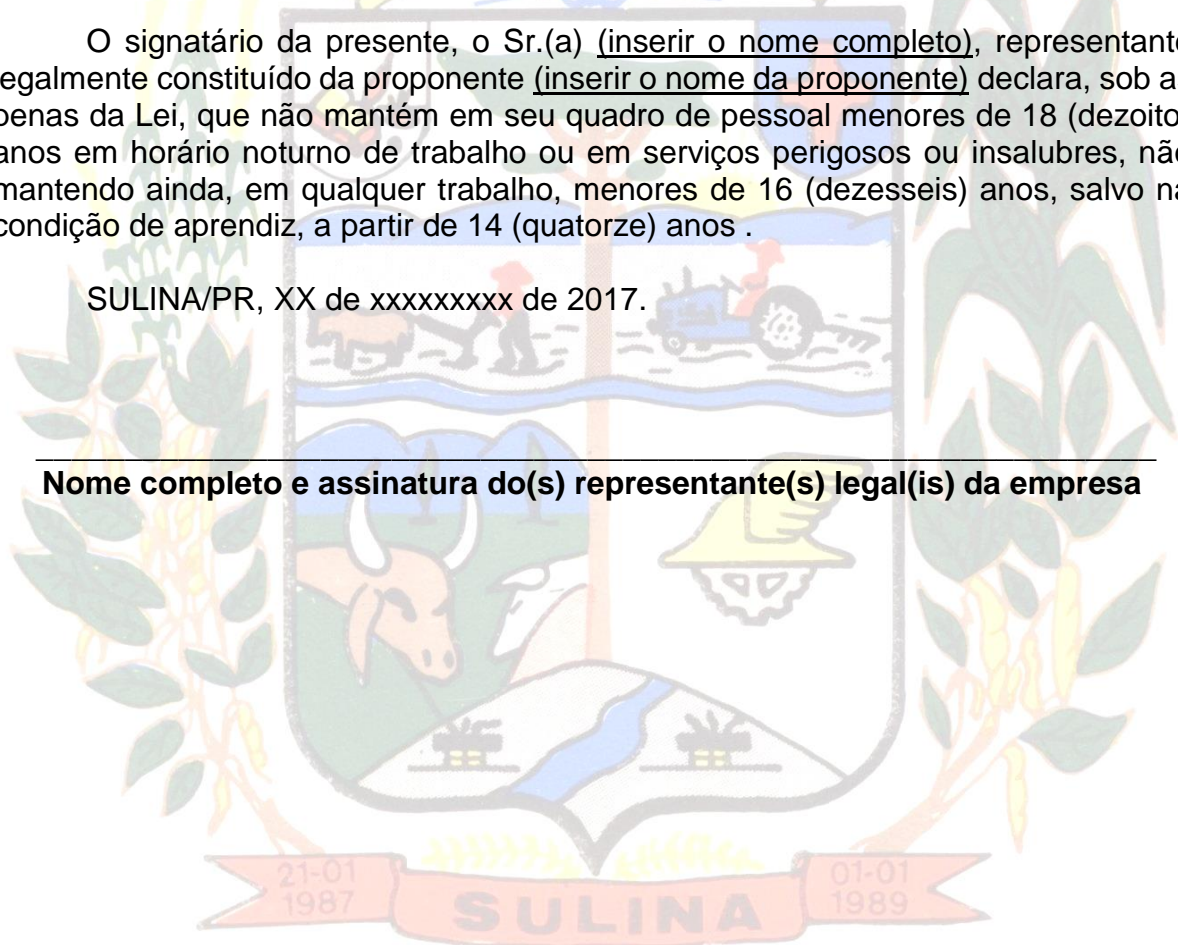 O signatário da presente, o Sr.(a) (inserir o nome completo), representante
legalmente constituído da proponente (inserir o nome da proponente) declara, sob a
penas da Lei, que não mantém em seu quadro de pessoal menores de 18 (dezoito
anos em horário noturno de trabalho ou em serviços perigosos ou insalubres, não
mantendo ainda, em qualquer trabalho, menores de 16 (dezesseis) anos, salvo na
condição de aprendiz, a partir de 14 (quatorze) anos .
SULINA/PR, XX de xxxxxxxxx de 2017.
Nome completo e assinatura do(s) representante(s) legal(is) da empresa
21-01
1987
SULINA
01-01
1989